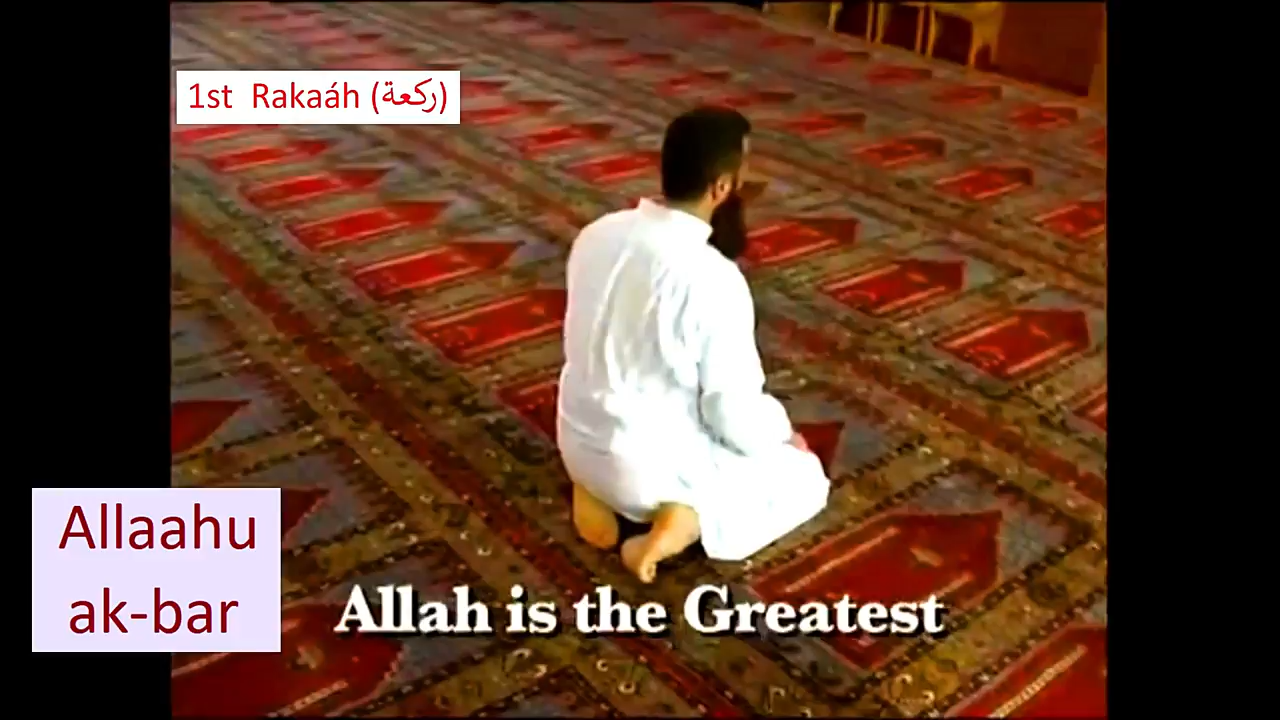 1st  Rakaáh (ركعة)
Allaahu
ak-bar
Allah is the Greatest